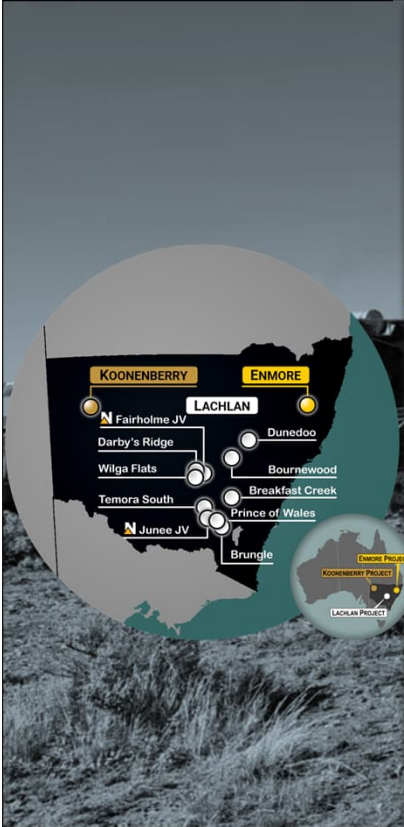 KOONENBERRY
ENMORE
LACHLAN
Fairholme JV
Dunedoo
Darby's Ridge
Wilga Flats
Bournewood
Breakfast Creek
Temora South
Prince of Wales
Junee JV
Brungle
ENMORE PROJEC
KOONENBERRY PROJECT
LACHLAN PROJECT